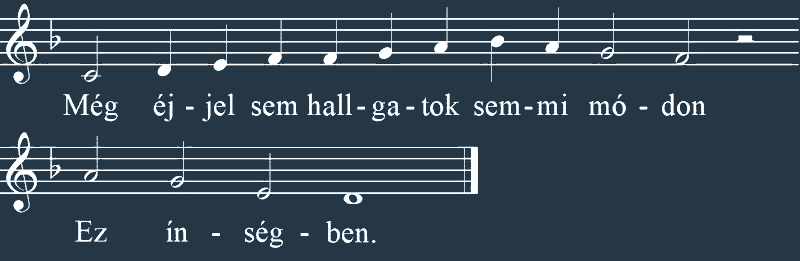 Még éj - jel sem hall - ga - tok sem - mi mó - don
Ez ín - ség - ben.